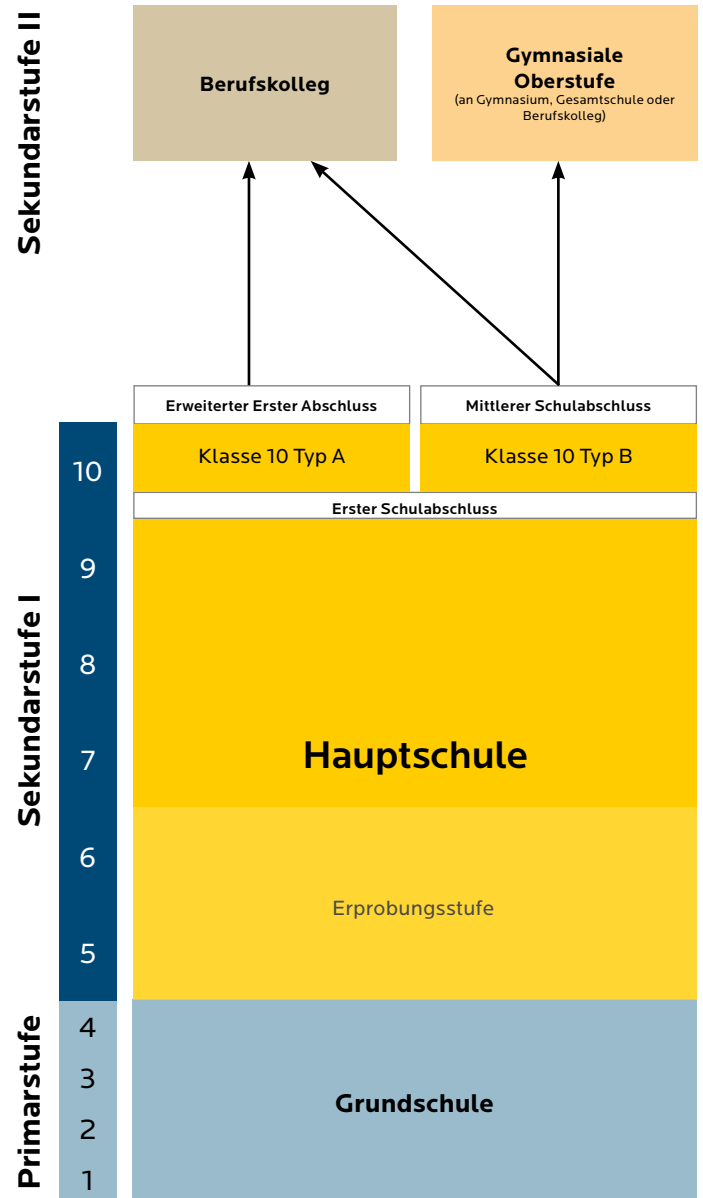 Sekundarstufe II
Berufskolleg
Gymnasiale
Oberstufe
(an Gymnasium, Gesamtschule oder
Berufskolleg)
Erweiterter Erster Abschluss
Mittlerer Schulabschluss
Sekundarstufe I
10
Klasse 10 Typ A
Klasse 10 Typ B
Erster Schulabschluss
9
8
7
Hauptschule
6
Erprobungsstufe
5
Primarstufe
4
3
Grundschule
2
1